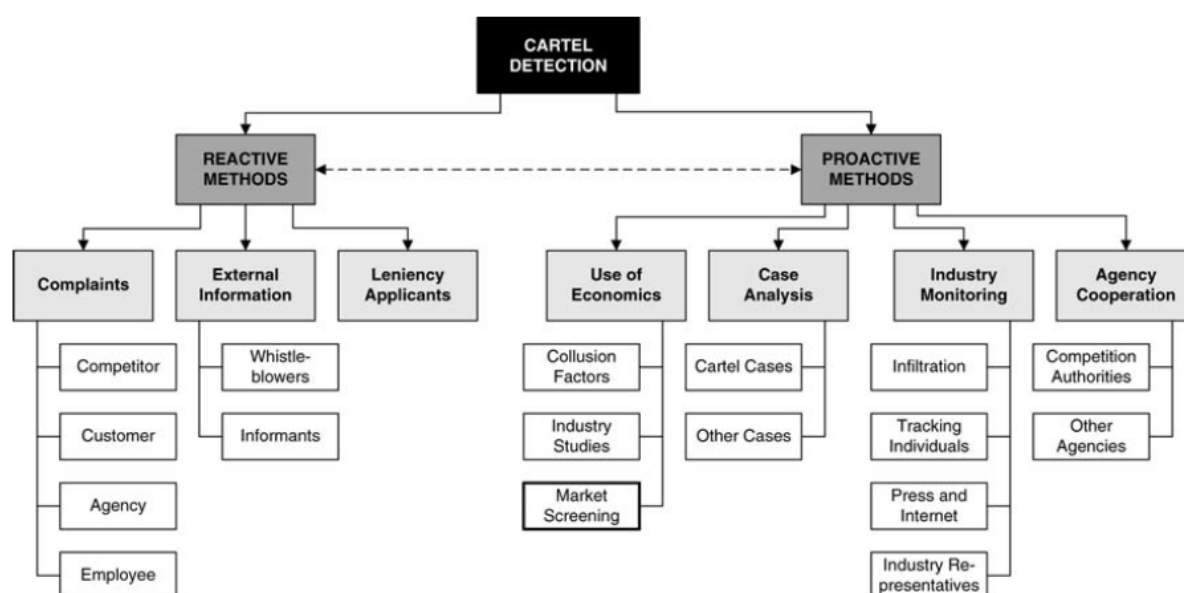 CARTEL
DETECTION
REACTIVE
METHODS
PROACTIVE
METHODS
Complaints
External
Information
Leniency
Applicants
Use of
Economics
Case
Analysis
Industry
Monitoring
Agency
Cooperation
Competitor
Customer
Agency
Employee
Whistle-
blowers
Informants
Collusion
Factors
Industry
Studies
Market
Screening
Cartel Cases
Other Cases
Infiltration
Tracking
Individuals
Press and
Internet
Industry Re-
presentatives
Competition
Authorities
Other
Agencies